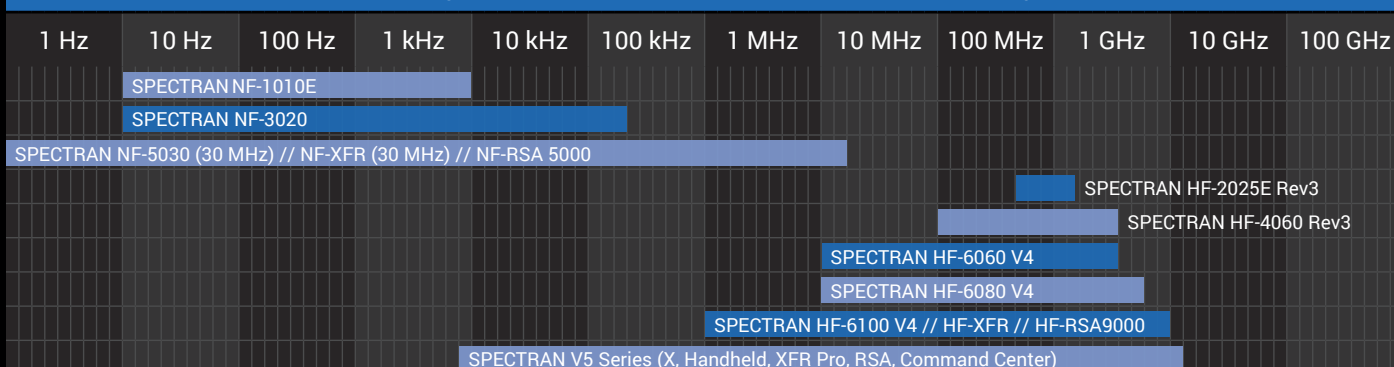 1 Hz 10 Hz 100 Hz 1 kHz 10 kHz 100 kHz 1 MHz 10 MHz 100 MHz 1 GHz 10 GHz 100 GHz
SPECTRAN NF-1010E
SPECTRAN NF-3020
SPECTRAN NF-5030 (30 MHz) // NF-XFR (30 MHz) // NF-RSA 5000
SPECTRAN HF-2025E Rev3
SPECTRAN HF-4060 Rev3
SPECTRAN HF-6060 V4
SPECTRAN HF-6080 V4
SPECTRAN HF-6100 V4 // HF-XFR // HF-RSA9000
SPECTRAN V5 Series (X, Handheld, XFR Pro, RSA, Command Center)